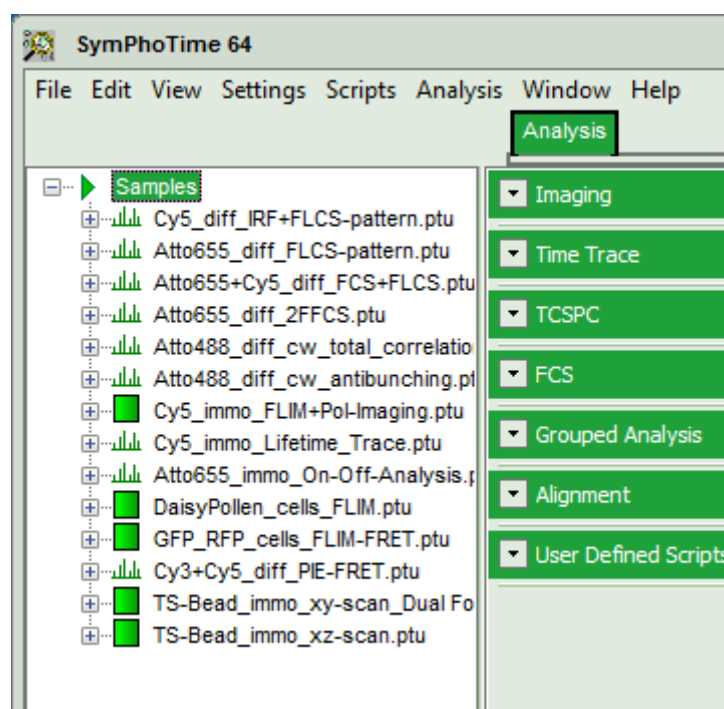 SymPhoTime 64
File Edit View Settings Scripts Analysis Window Help
Analysis
Samples
Cy5_diff_IRF+FLCS-pattern.ptu
Atto655_diff_FLCS-pattern.ptu
Atto655+Cy5_diff_FCS+FLCS.ptu
Atto655_diff_2FFCS.ptu
Atto488_diff_cw_total_correlatio
Atto488_diff_cw_antibunching.pt
Cy5_immo_FLIM+Pol-Imaging.ptu
Cy5_immo_Lifetime_Trace.ptu
Atto655_immo_On-Off-Analysis.p
DaisyPollen_cells_FLIM.ptu
GFP_RFP_cells_FLIM-FRET.ptu
Cy3+Cy5_diff_PIE-FRET.ptu
TS-Bead_immo_xy-scan_Dual Fo
TS-Bead_immo_xz-scan.ptu
Imaging
Time Trace
TCSPC
FCS
Grouped Analysis
Alignment
User Defined Scripts